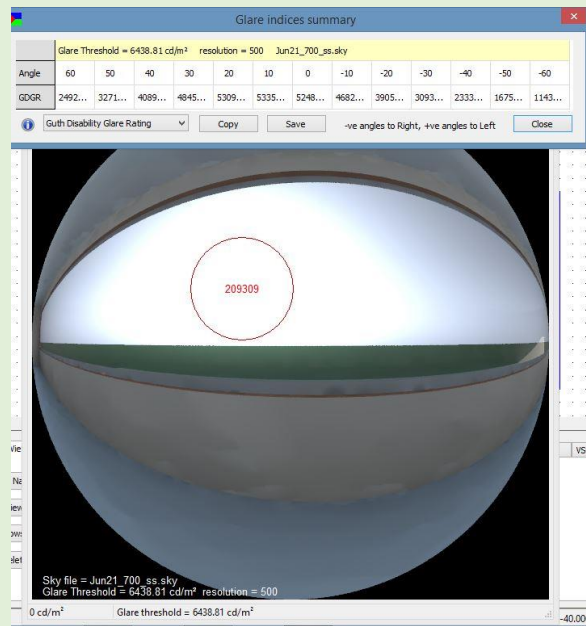 Glare indices summary
Glare Threshold = 6438.81 cd/m² resolution = 500 Jun21_700_ss.sky
Angle 60 50 40 30 20 10 0 -10 -20 -30 -40 -50 -60
GDGR 2492... 3271... 4089... 4845... 5309... 5335... 5248... 4682... 3905... 3093... 2333... 1675... 1143...
Guth Disability Glare Rating Copy Save -ve angles to Right, +ve angles to Left Close
209309
VS
Sky file = Jun21_700_ss.sky
Glare Threshold = 6438.81 cd/m² resolution = 500
0 cd/m² Glare threshold = 6438.81 cd/m²
-40.00